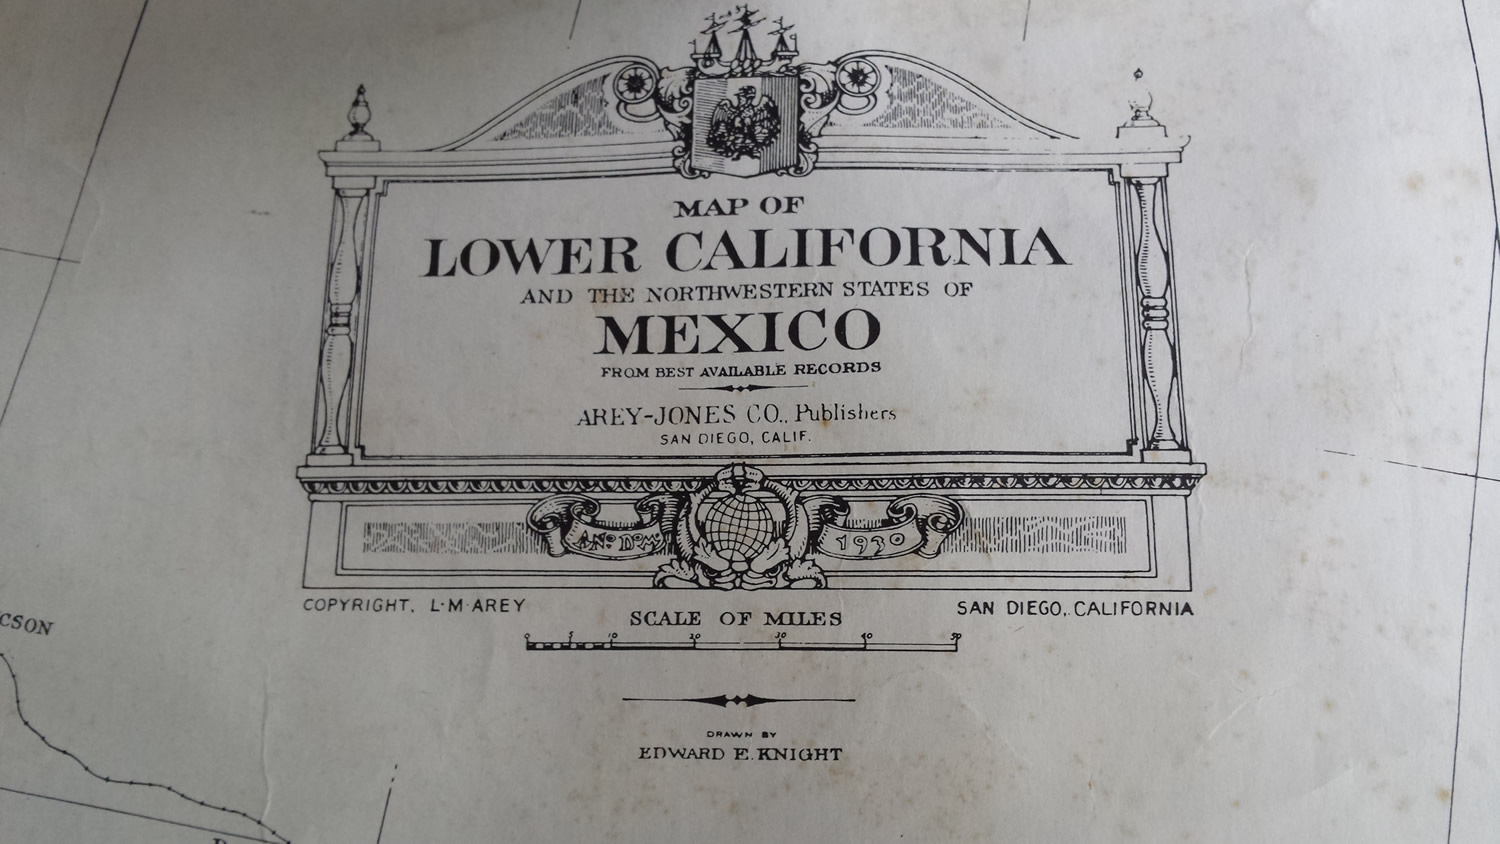 MAP OF
LOWER CALIFORNIA
AND THE NORTHWESTERN STATES OF
MEXICO
FROM BEST AVAILABLE RECORDS
AREY-JONES CO., Publishers
SAN DIEGO, CALIF.
ANº DºMⁱ 1930
COPYRIGHT, L·M·AREY SAN DIEGO, CALIFORNIA
SCALE OF MILES
0 5 10 20 30 40 50
DRAWN BY
EDWARD E. KNIGHT
CSON